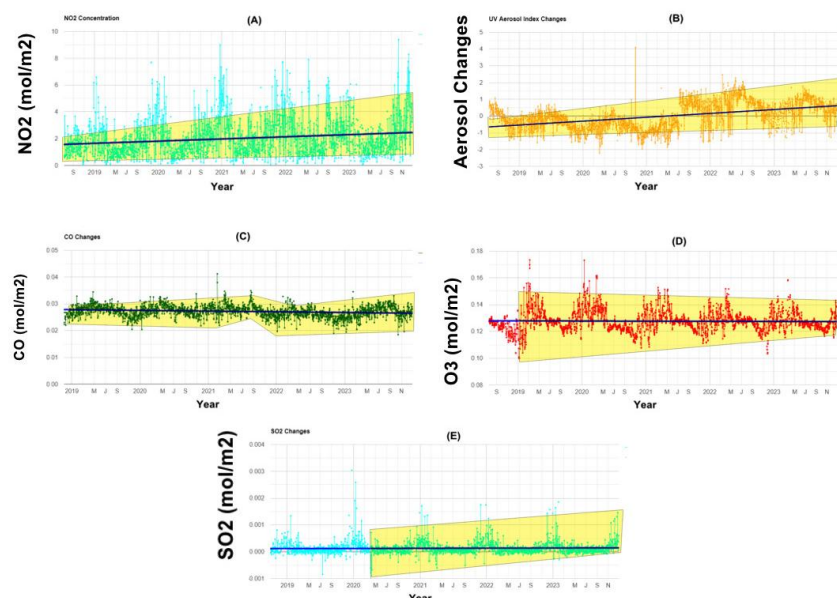 NO2 Concentration
(A)
NO2 (mol/m2)
10
8
6
4
2
0
S 2019 M J S 2020 M J S 2021 M J S 2022 M J S 2023 M J S N
Year
UV Aerosol Index Changes
(B)
Aerosol Changes
5
4
3
2
1
0
-1
-2
-3
S 2019 M J S 2020 M J S 2021 M J S 2022 M J S 2023 M J S N
Year
CO Changes
(C)
CO (mol/m2)
0.05
0.04
0.03
0.02
0.01
0.00
2019 M J S 2020 M J S 2021 M J S 2022 M J S 2023 M J S N
Year
(D)
O3 (mol/m2)
0.18
0.16
0.14
0.12
0.10
0.08
S 2019 M J S 2020 M J S 2021 M J S 2022 M J S 2023 M J S N
Year
SO2 Changes
(E)
SO2 (mol/m2)
0.004
0.003
0.002
0.001
0.000
-0.001
2019 M J S 2020 M J S 2021 M J S 2022 M J S 2023 M J S N
Year